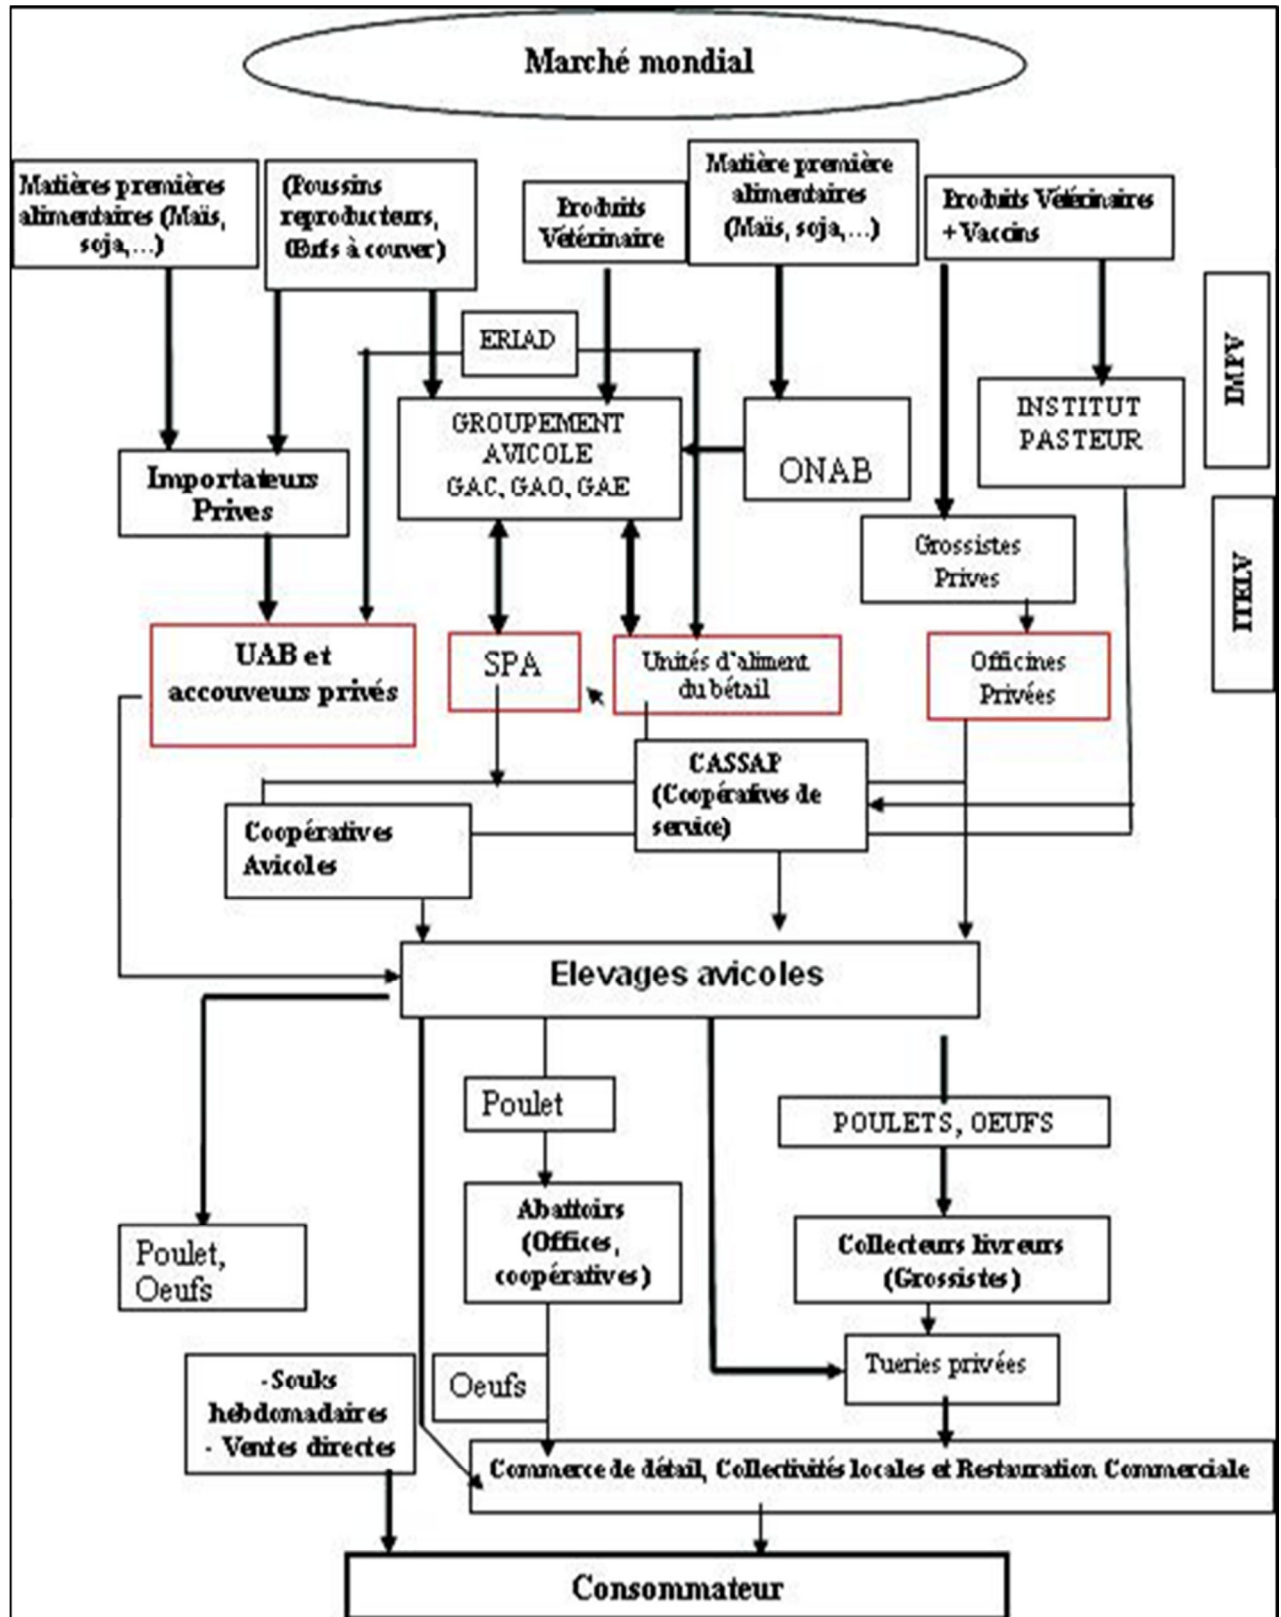 Marché mondial
Matières premières
alimentaires (Maïs,
soja,...)
(Poussins
reproducteurs,
Œufs à couver)
Produits
Vétérinaire
Matière première
alimentaires
(Maïs, soja,...)
Produits Vétérinaires
+ Vaccins
ERIAD
IMPV
GROUPEMENT
AVICOLE
GAC, GAO, GAE
ONAB
INSTITUT
PASTEUR
Importateurs
Prives
Grossistes
Prives
ITELV
UAB et
accouveurs privés
SPA
Unités d'aliment
du bétail
Officines
Privées
CASSAP
(Coopératives de
service)
Coopératives
Avicoles
Elevages avicoles
Poulet
POULETS, OEUFS
Abattoirs
(Offices,
coopératives)
Collecteurs livreurs
(Grossistes)
Poulet,
Oeufs
Tueries privées
-Souks
hebdomadaires
- Ventes directes
Oeufs
Commerce de détail, Collectivités locales et Restauration Commerciale
Consommateur